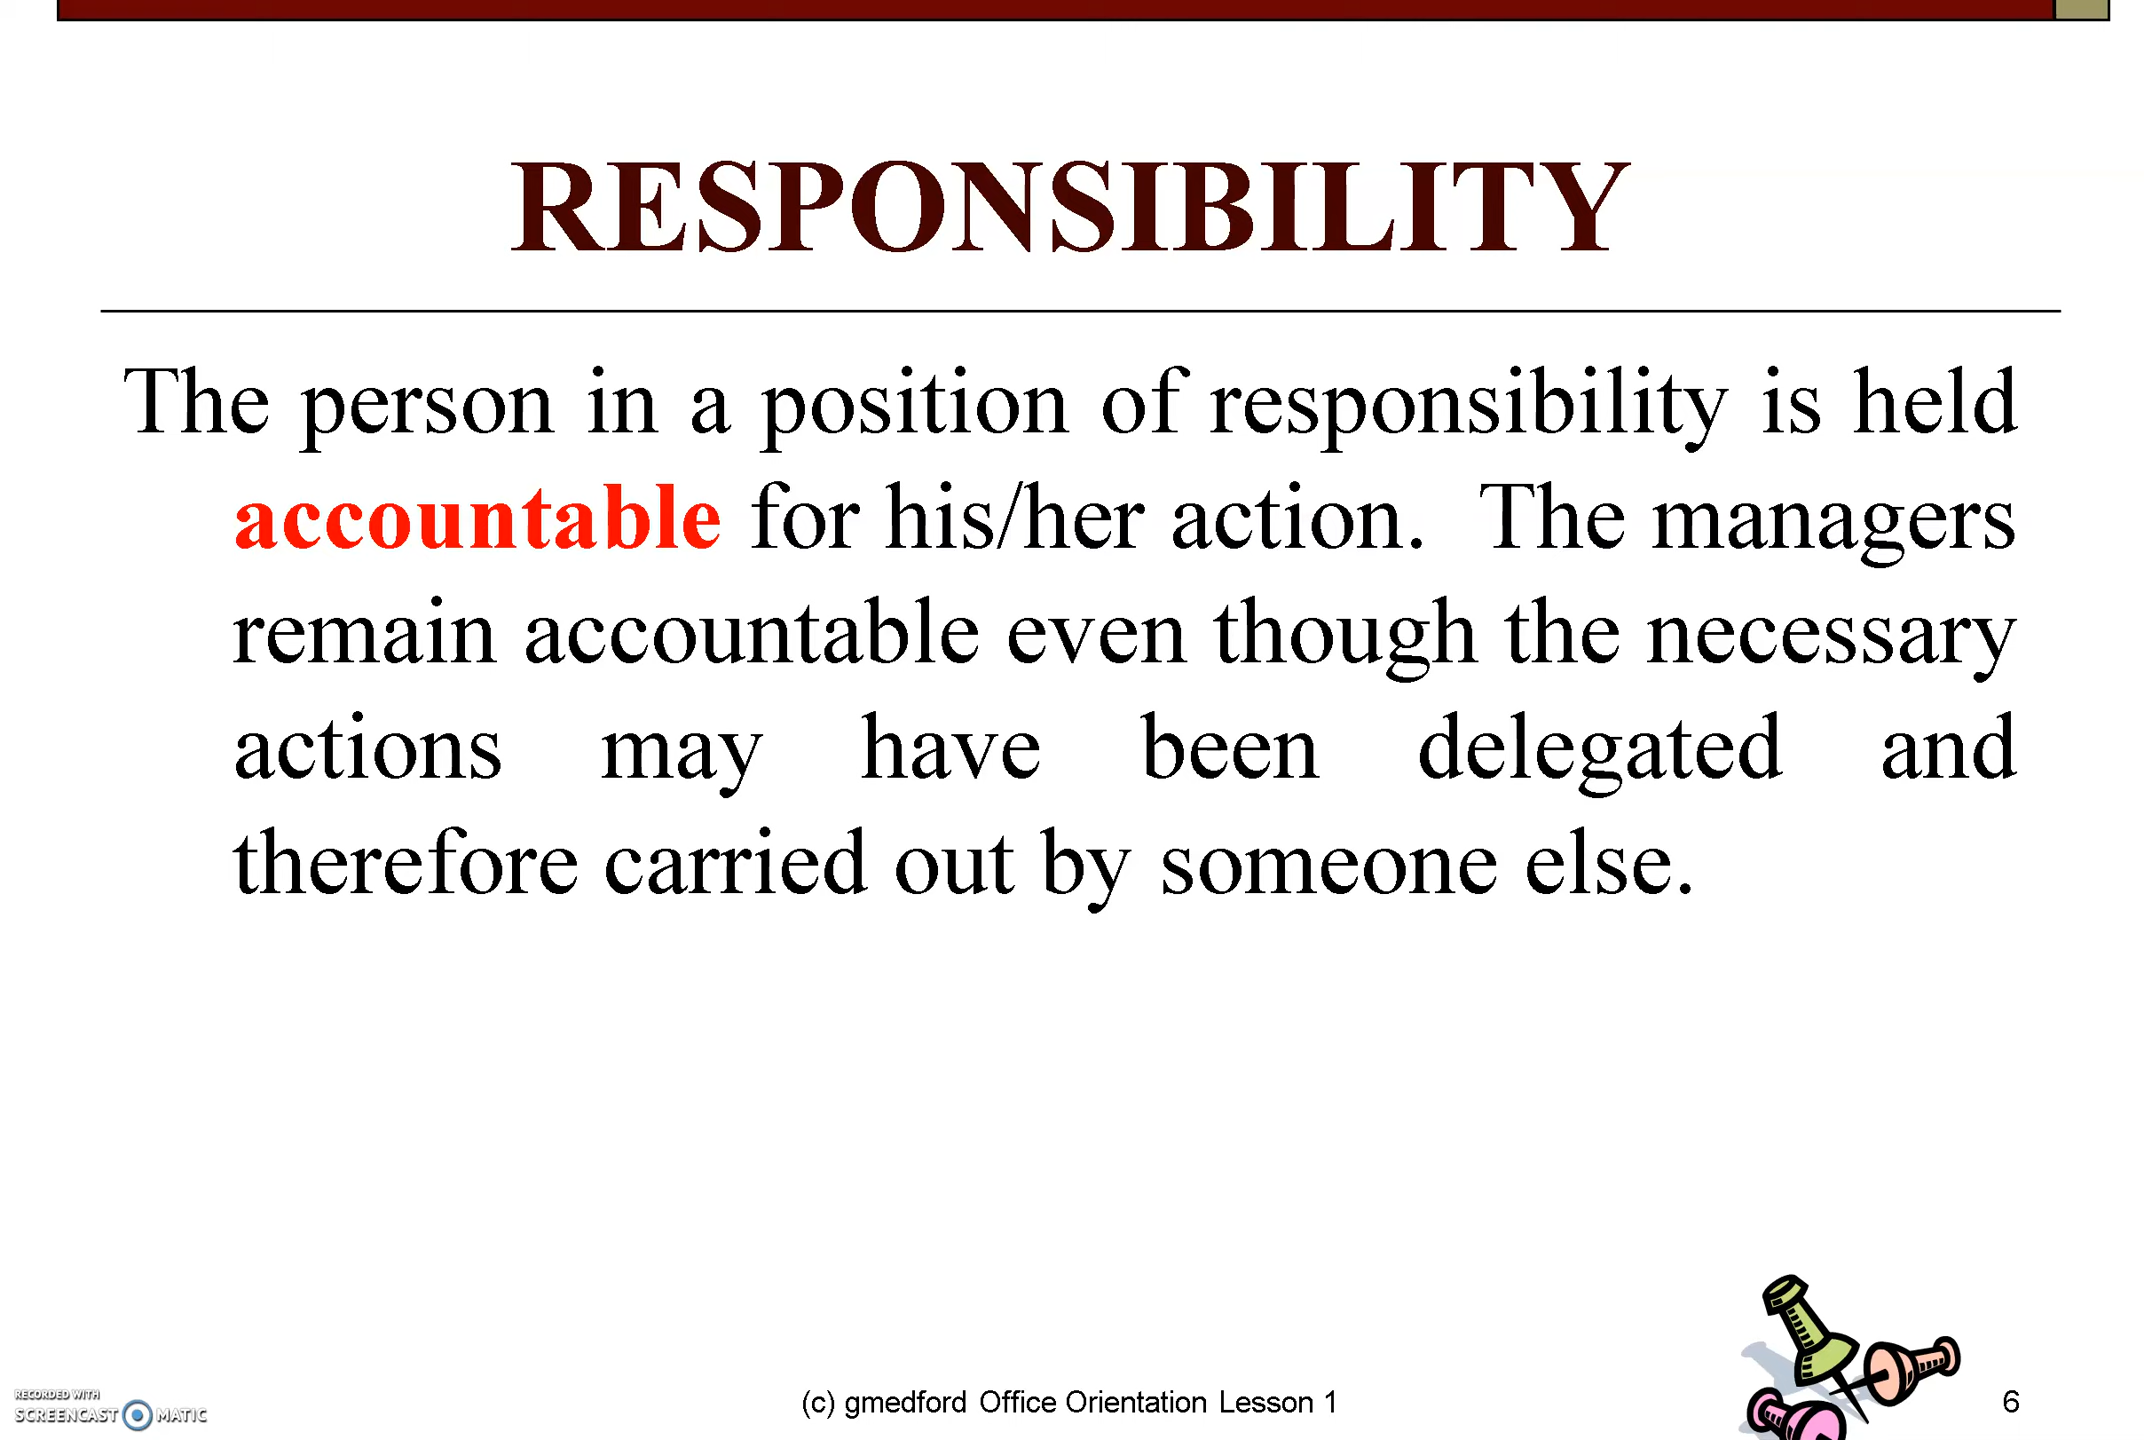 RESPONSIBILITY
The person in a position of responsibility is held
accountable for his/her action.  The managers
remain accountable even though the necessary
actions may have been delegated and
therefore carried out by someone else.
RECORDED WITH
SCREENCAST MATIC
(c) gmedford Office Orientation Lesson 1
6